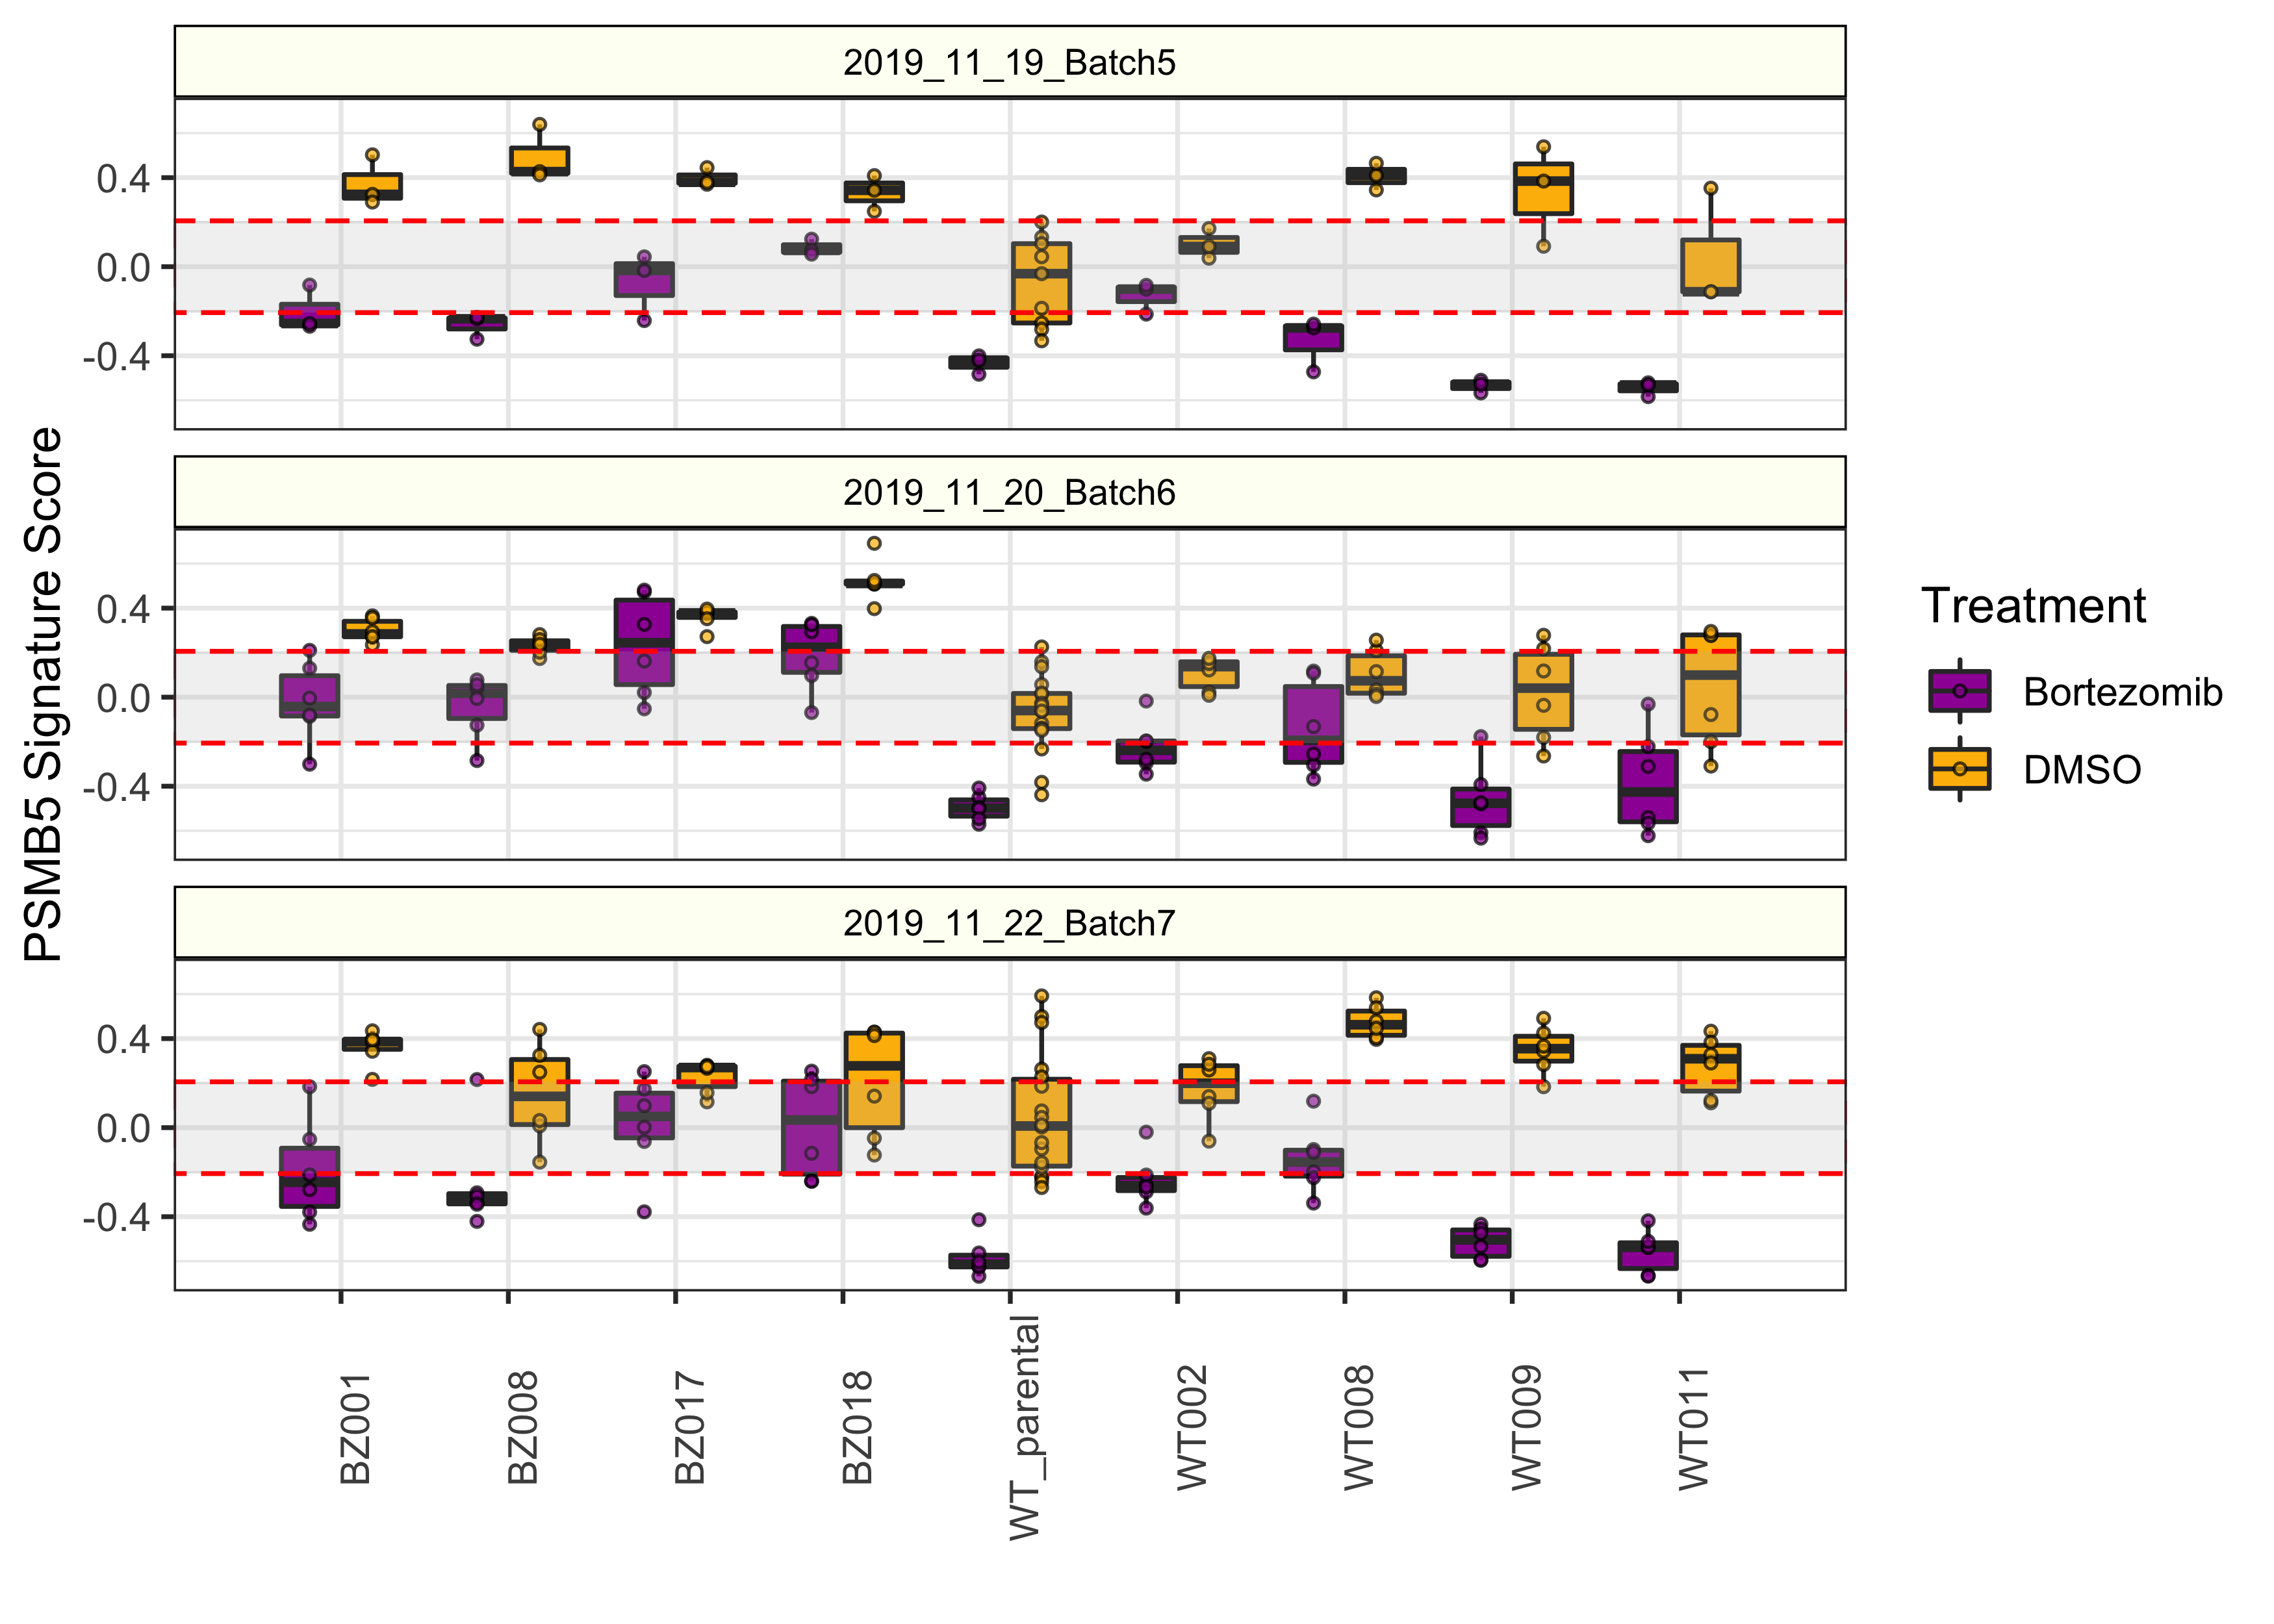 2019_11_19_Batch5
0.4
0.0
-0.4
2019_11_20_Batch6
0.4
0.0
-0.4
2019_11_22_Batch7
0.4
0.0
-0.4
PSMB5 Signature Score
BZ001
BZ008
BZ017
BZ018
WT_parental
WT002
WT008
WT009
WT011
Treatment
Bortezomib
DMSO